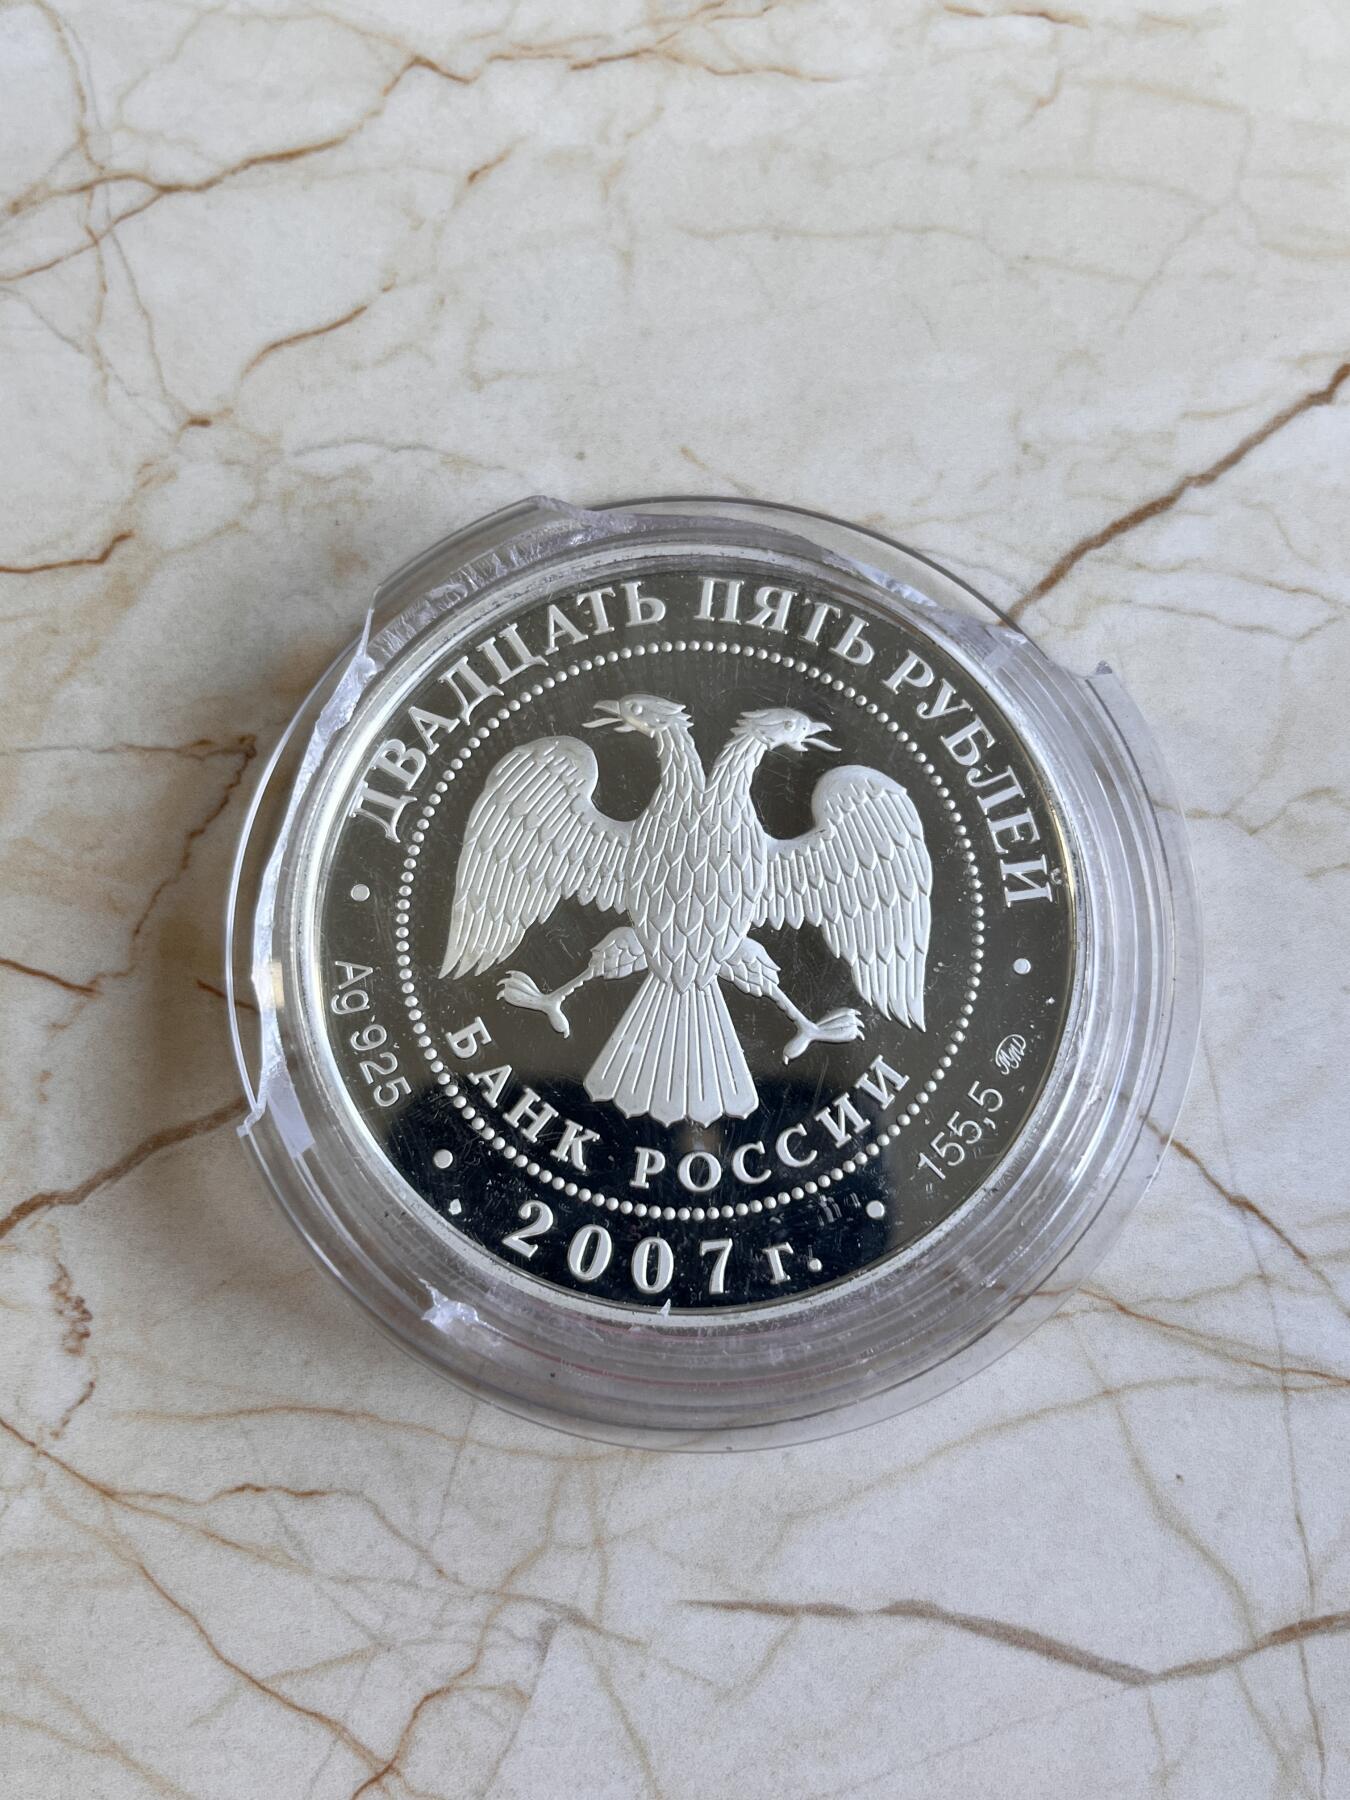 ДВАДЦАТЬ ПЯТЬ РУБЛЕЙ
Ag 925
БАНК РОССИИ
155,5
2007 г.